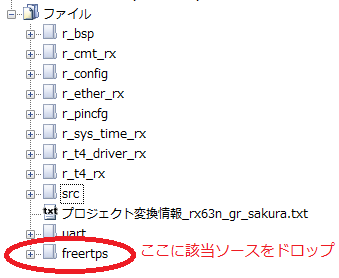 ファイル
r_bsp
r_cmt_rx
r_config
r_ether_rx
r_pincfg
r_sys_time_rx
r_t4_driver_rx
r_t4_rx
src
txt プロジェクト変換情報_rx63n_gr_sakura.txt
uart
freertps ここに該当ソースをドロップ